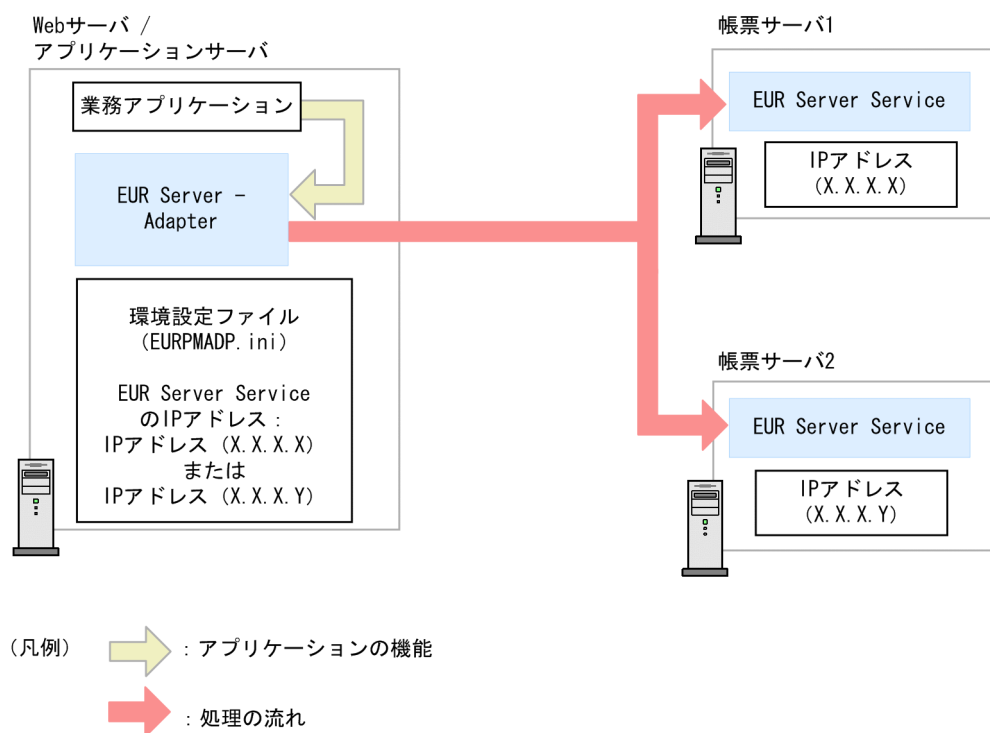 Webサーバ /
アプリケーションサーバ
業務アプリケーション
EUR Server －
Adapter
環境設定ファイル
(EURPMADP.ini)
EUR Server Service
のIPアドレス：
IPアドレス (X.X.X.X)
または
IPアドレス (X.X.X.Y)
帳票サーバ1
EUR Server Service
IPアドレス
(X.X.X.X)
帳票サーバ2
EUR Server Service
IPアドレス
(X.X.X.Y)
(凡例)
：アプリケーションの機能
：処理の流れ